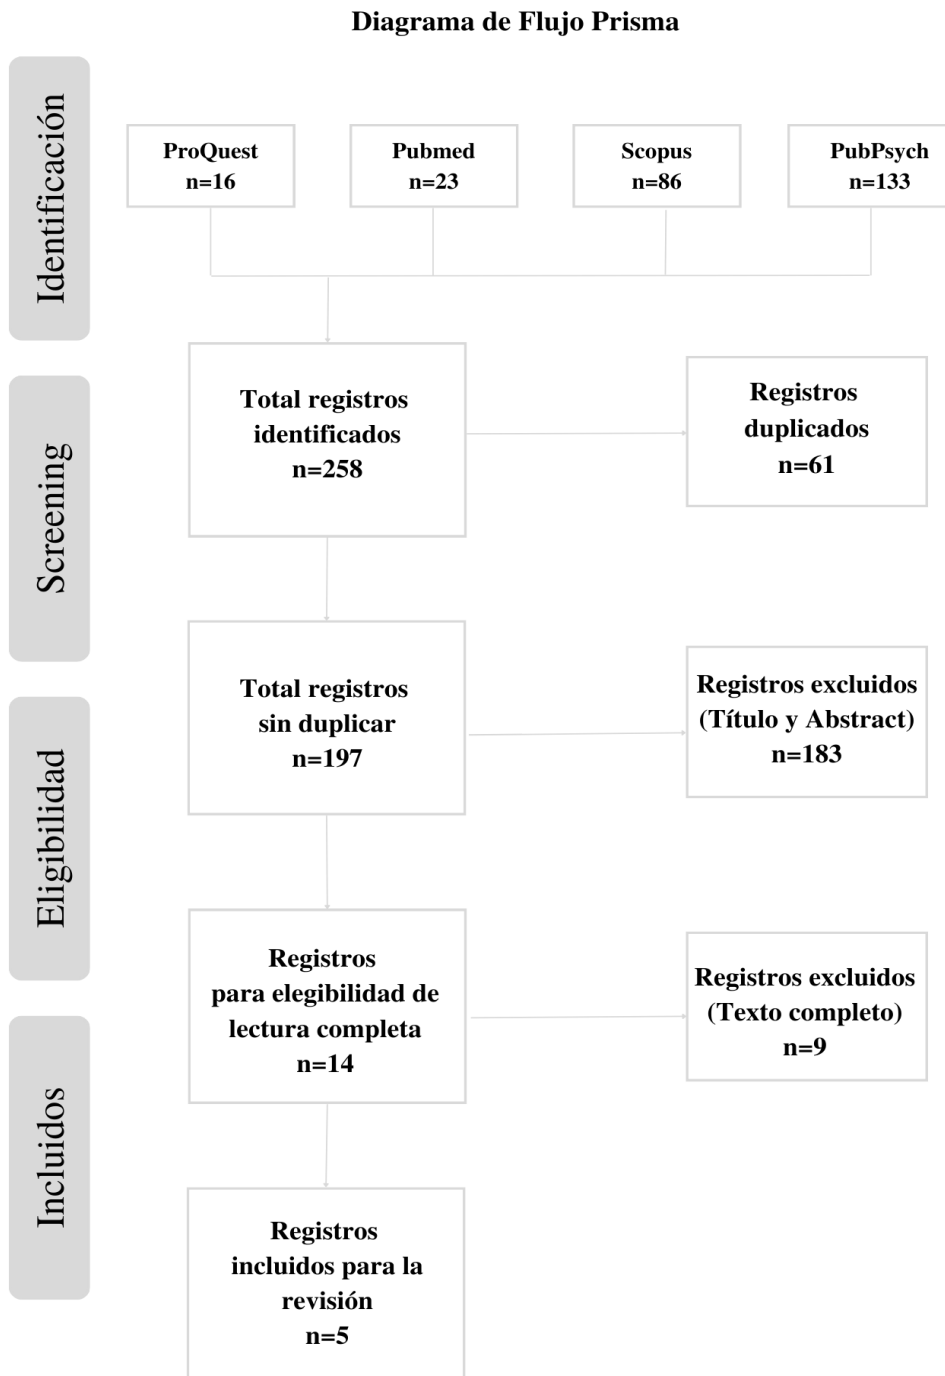 Diagrama de Flujo Prisma
Identificación
ProQuest
n=16
Pubmed
n=23
Scopus
n=86
PubPsych
n=133
Screening
Total registros
identificados
n=258
Registros
duplicados
n=61
Eligibilidad
Total registros
sin duplicar
n=197
Registros excluidos
(Título y Abstract)
n=183
Registros
para elegibilidad de
lectura completa
n=14
Registros excluidos
(Texto completo)
n=9
Incluidos
Registros
incluidos para la
revisión
n=5